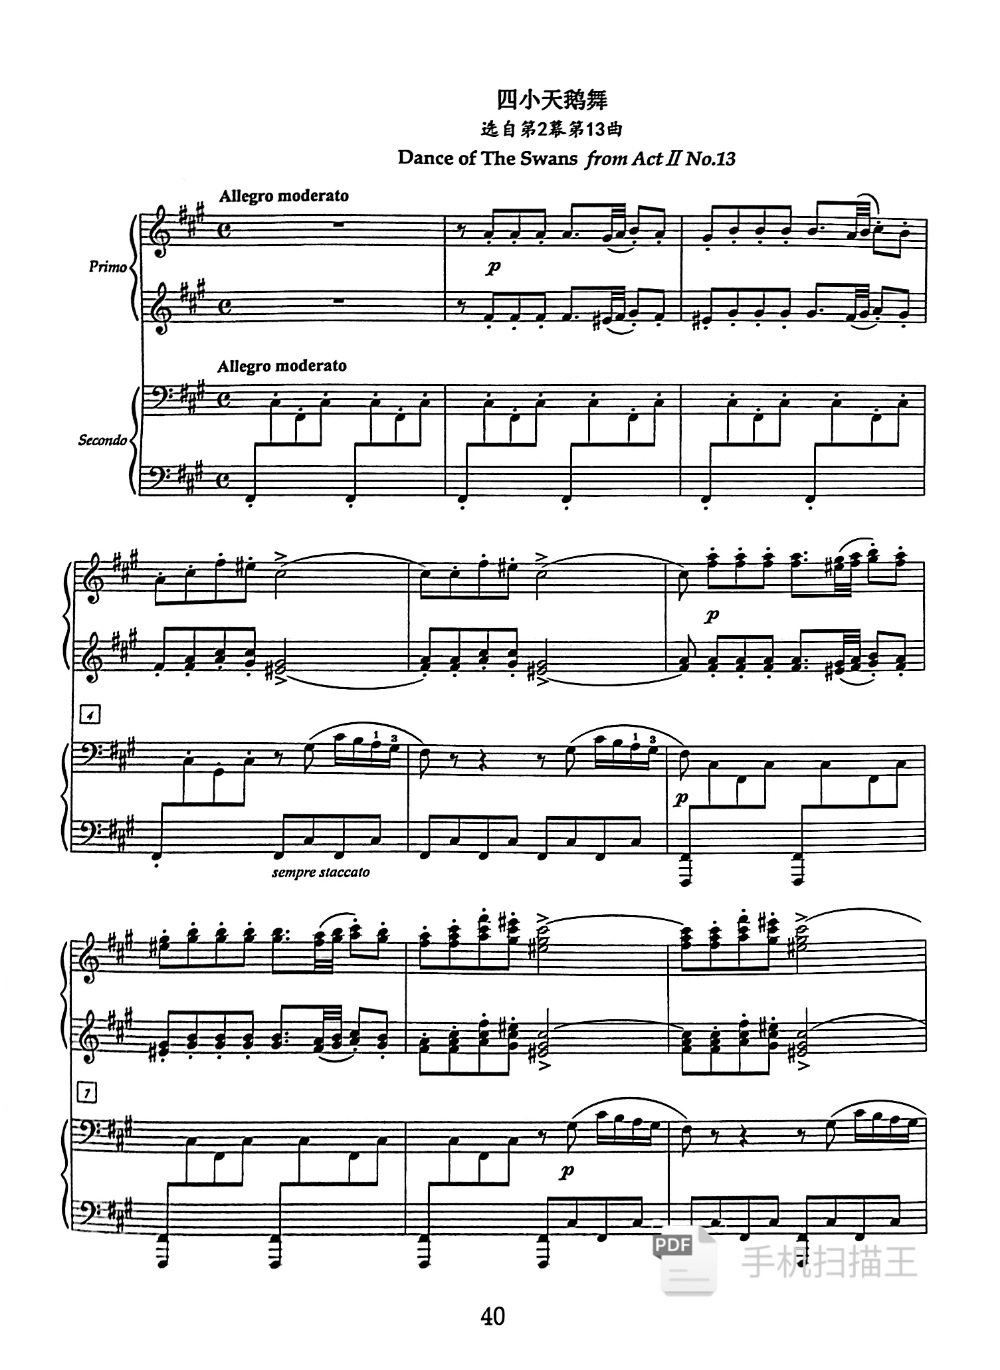 四小天鹅舞
选自第2幕第13曲
Dance of The Swans from Act II No.13
Allegro moderato
Primo
p
Allegro moderato
Secondo
p
4
1 3
1 3
p
sempre staccato
7
p
PDF 手机扫描王
40